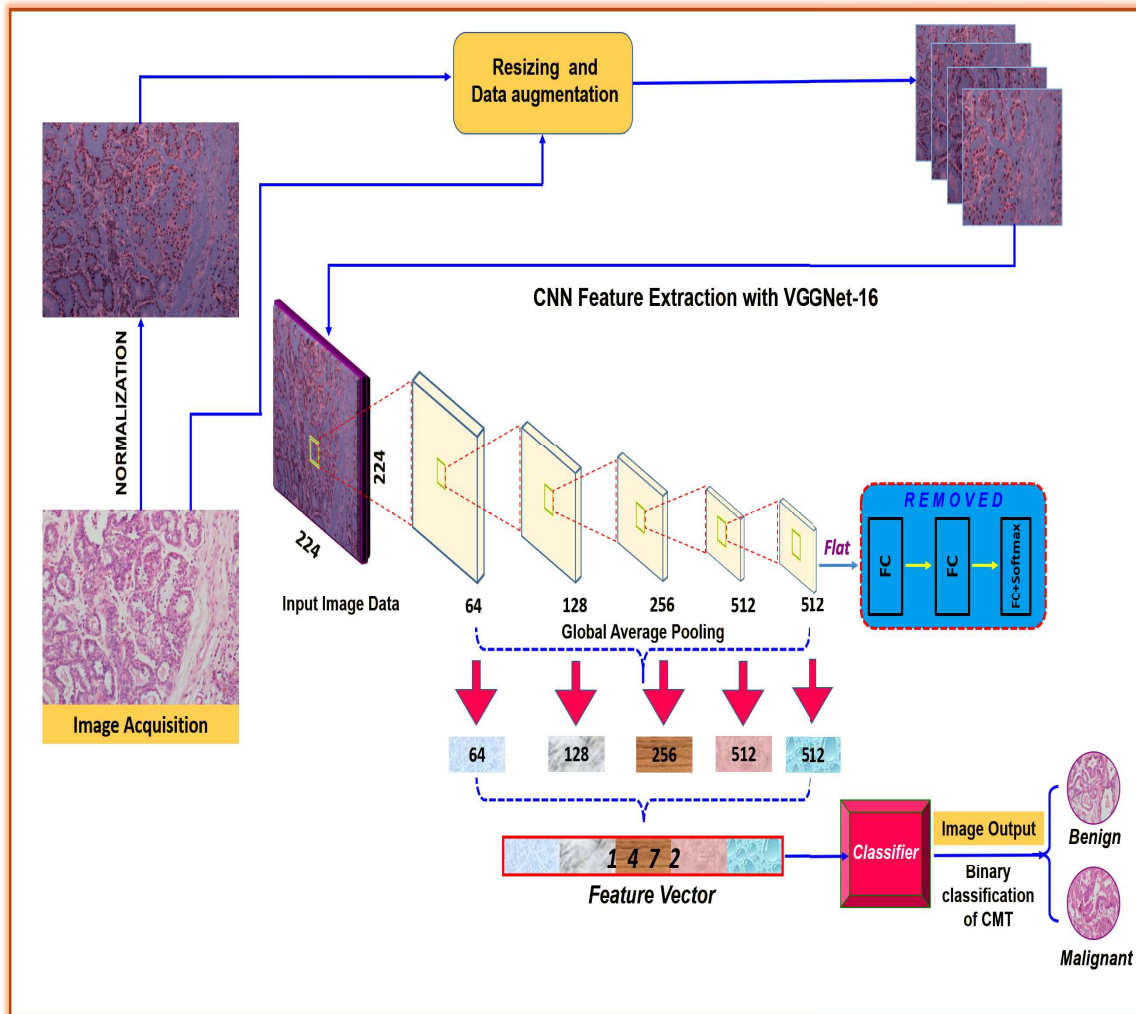 Resizing and
Data augmentation
NORMALIZATION
Image Acquisition
CNN Feature Extraction with VGGNet-16
224
224
Input Image Data
64
128
256
512
512
Flat
REMOVED
FC
FC
FC+Softmax
Global Average Pooling
64
128
256
512
512
1 4 7 2
Feature Vector
Classifier
Image Output
Binary
classification
of CMT
Benign
Malignant